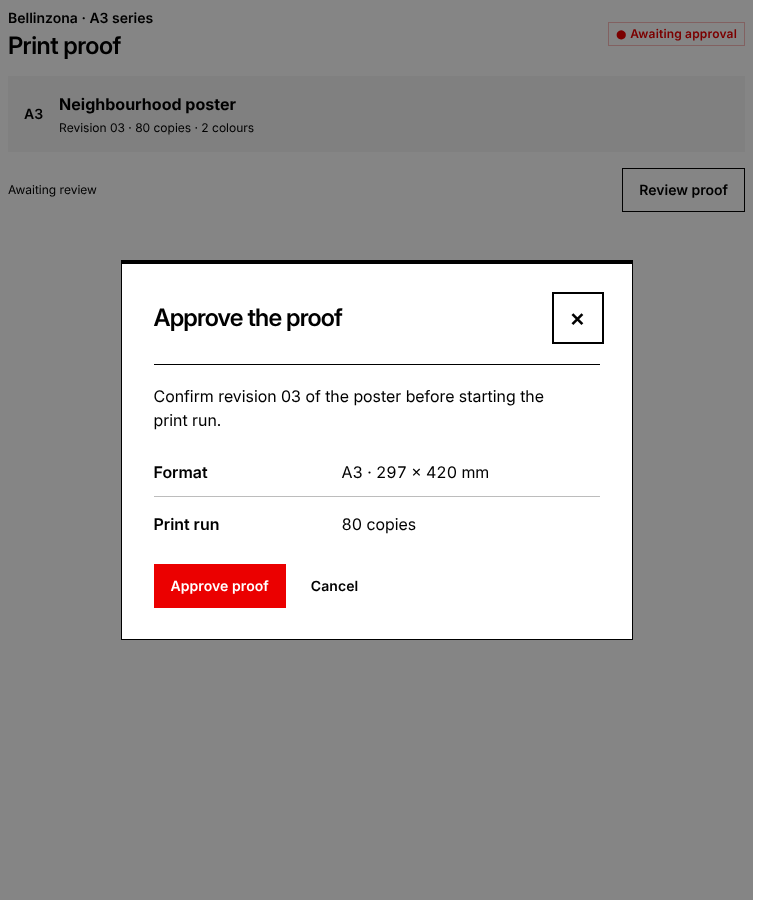 Bellinzona · A3 series
Print proof
Awaiting approval
A3
Neighbourhood poster
Revision 03 · 80 copies · 2 colours
Awaiting review
Review proof
Approve the proof
×
Confirm revision 03 of the poster before starting the
print run.
Format
A3 · 297 × 420 mm
Print run
80 copies
Approve proof
Cancel